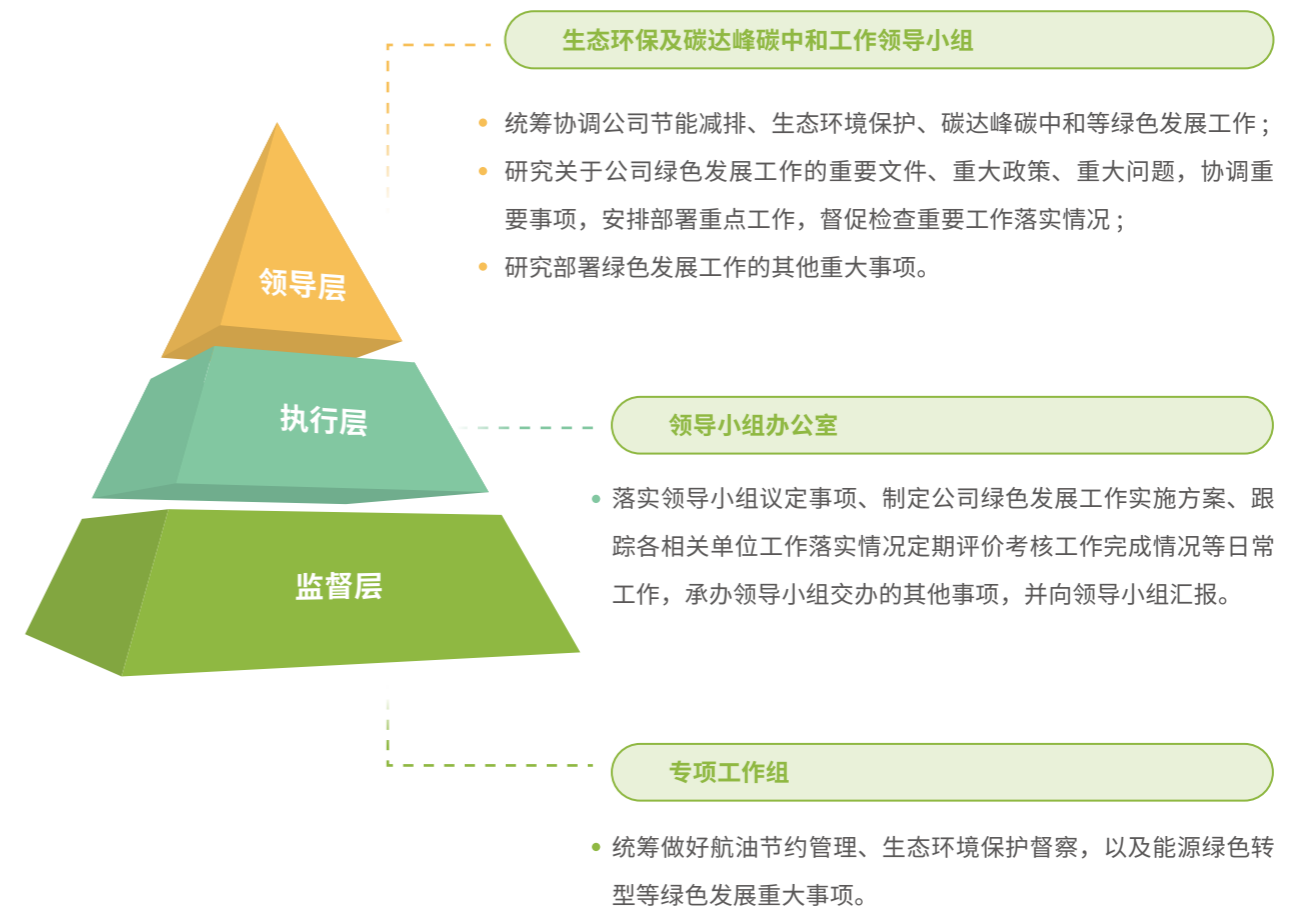 生态环保及碳达峰碳中和工作领导小组
统筹协调公司节能减排、生态环境保护、碳达峰碳中和等绿色发展工作；
研究关于公司绿色发展工作的重要文件、重大政策、重大问题，协调重
要事项，安排部署重点工作，督促检查重要工作落实情况；
研究部署绿色发展工作的其他重大事项。
领导层
执行层
领导小组办公室
落实领导小组议定事项、制定公司绿色发展工作实施方案、跟
踪各相关单位工作落实情况定期评价考核工作完成情况等日常
工作，承办领导小组交办的其他事项，并向领导小组汇报。
监督层
专项工作组
统筹做好航油节约管理、生态环境保护督察，以及能源绿色转
型等绿色发展重大事项。